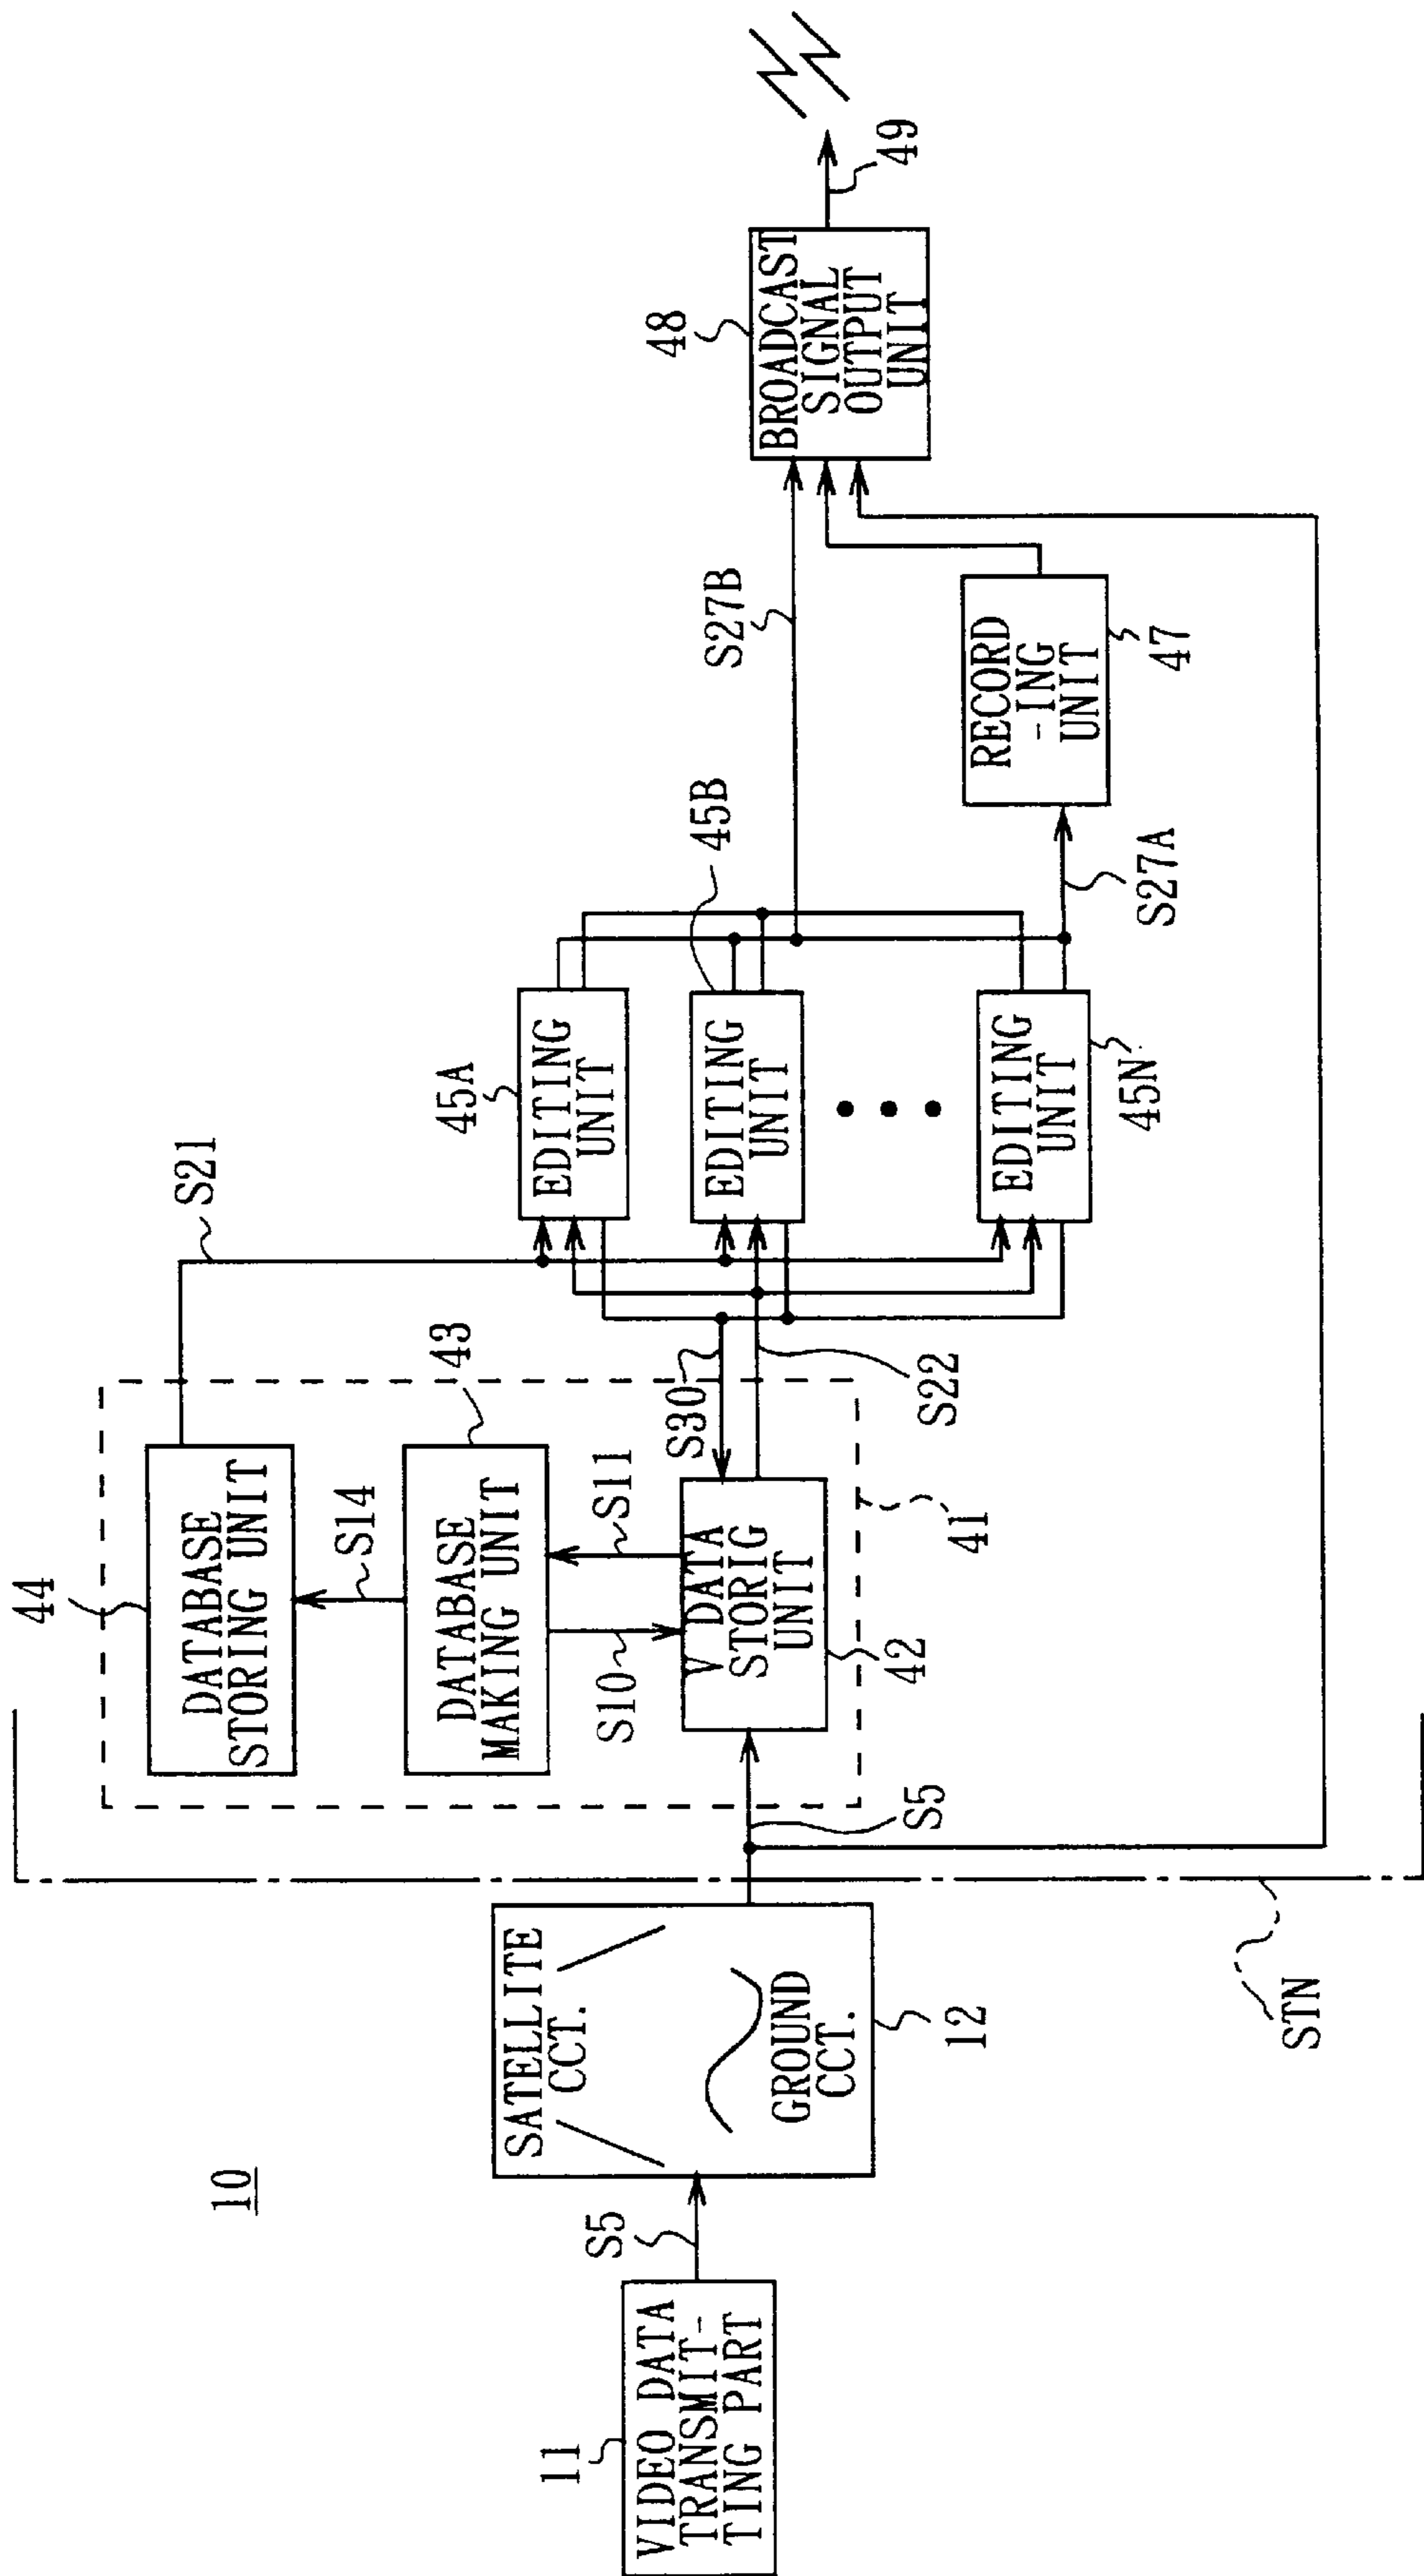 10
11
VIDEO DATA
TRANSMIT-
TING PART
S5
SATELLITE
CCT.
GROUND
CCT.
12
STN
S5
44
DATABASE
STORING UNIT
S14
43
DATABASE
MAKING UNIT
S10
S11
V DATA
STORIG
UNIT
42
41
S30
S22
S21
45A
EDITING
UNIT
45B
EDITING
UNIT
45N
EDITING
UNIT
S27B
S27A
RECORD
-ING
UNIT
47
48
BROADCAST
SIGNAL
OUTPUT
UNIT
49